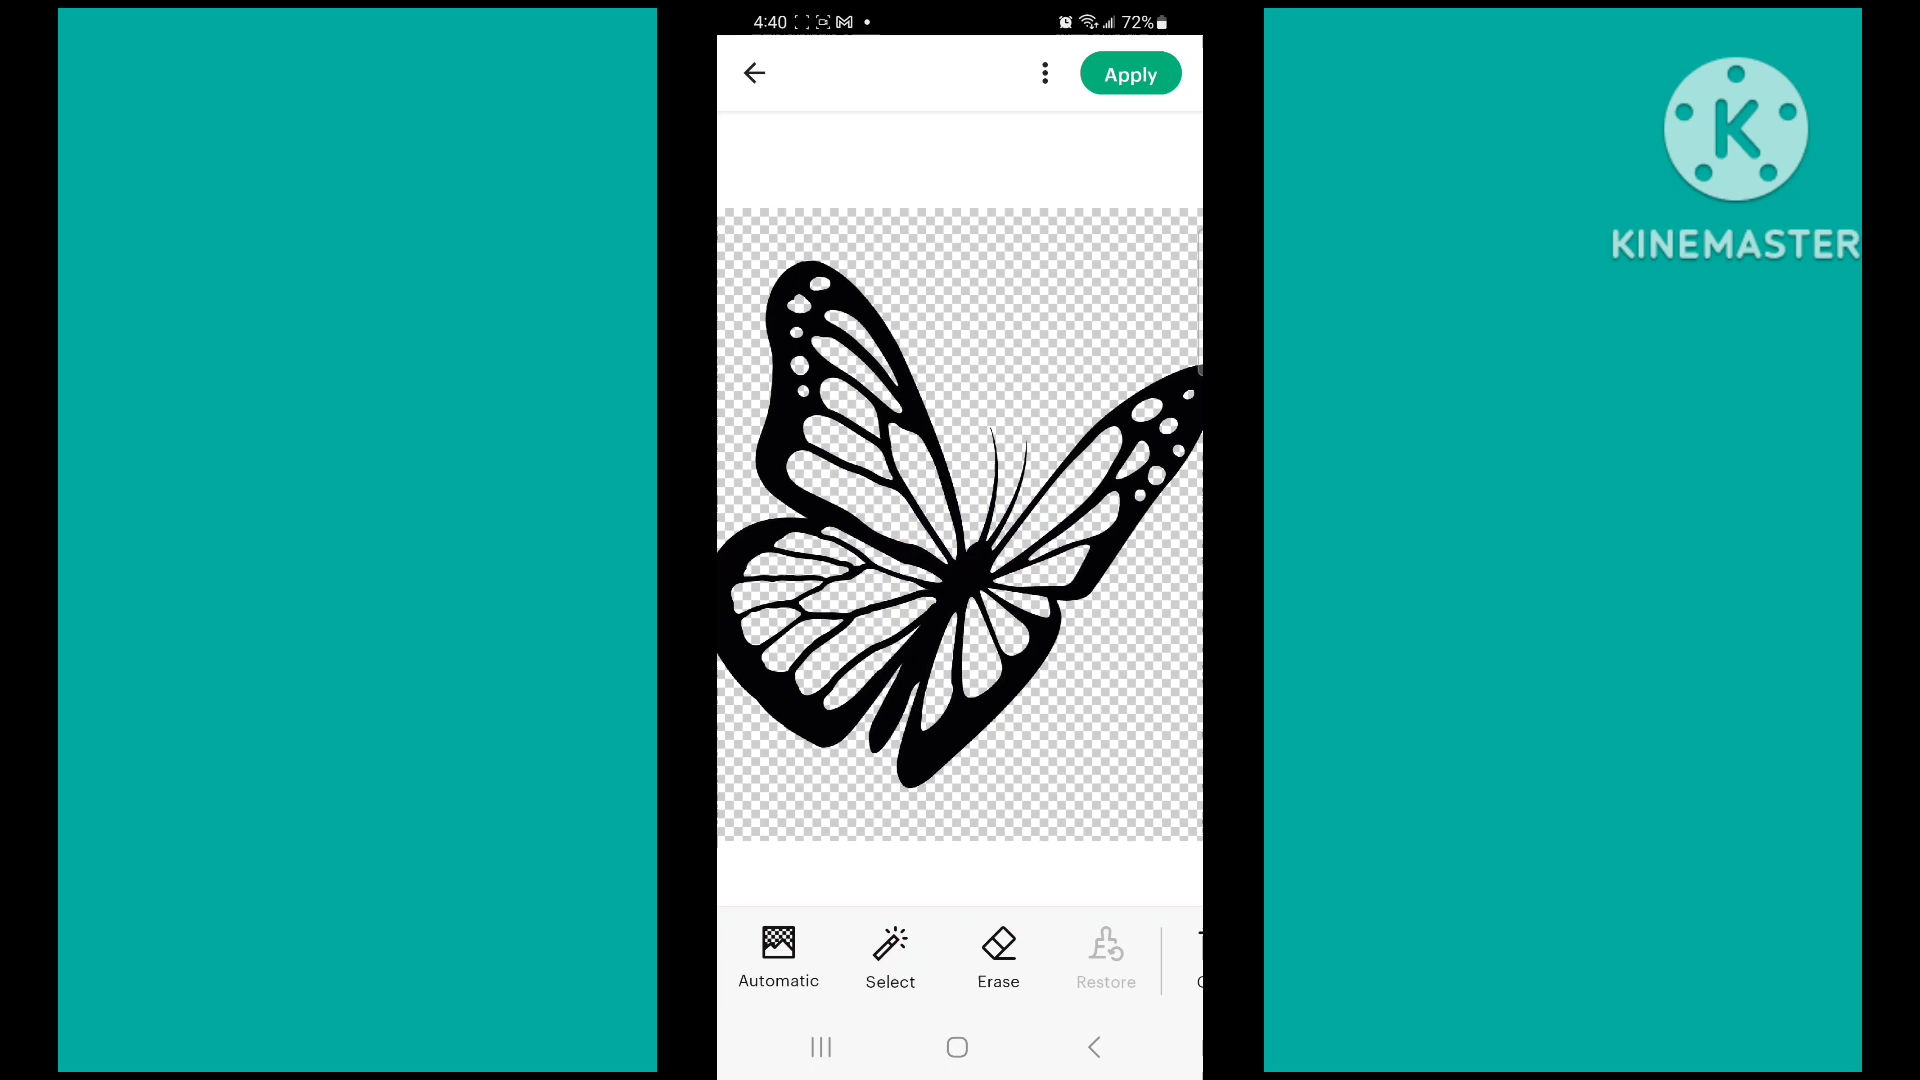 4:40
72%
Apply
K
KINEMASTER
Automatic
Select
Erase
Restore